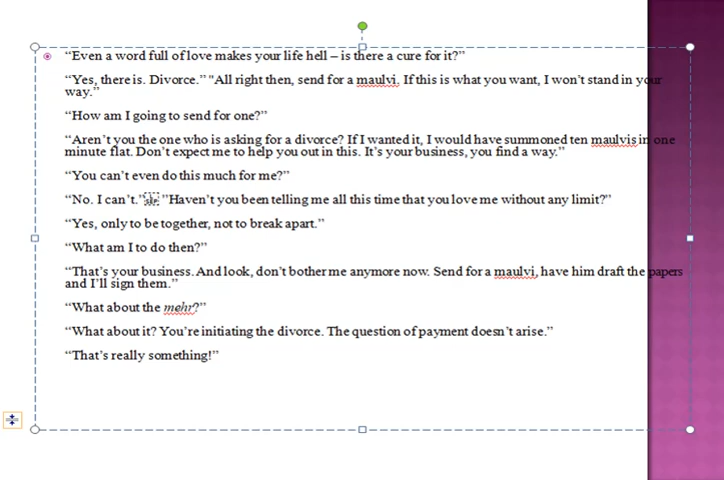 “Even a word full of love makes your life hell – is there a cure for it?”
“Yes, there is. Divorce.” "All right then, send for a maulvi. If this is what you want, I won’t stand in your
way.”
“How am I going to send for one?”
“Aren’t you the one who is asking for a divorce? If I wanted it, I would have summoned ten maulvis in one
minute flat. Don’t expect me to help you out in this. It’s your business, you find a way.”
“You can’t even do this much for me?”
“No. I can’t.” "Haven’t you been telling me all this time that you love me without any limit?”
“Yes, only to be together, not to break apart.”
“What am I to do then?”
“That’s your business. And look, don’t bother me anymore now. Send for a maulvi, have him draft the papers
and I’ll sign them.”
“What about the mehr?”
“What about it? You’re initiating the divorce. The question of payment doesn’t arise.”
“That’s really something!”